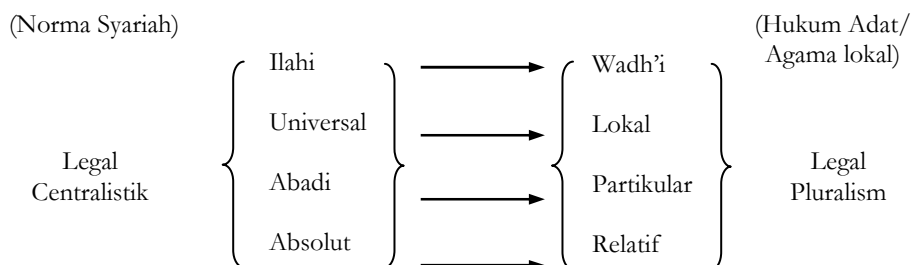 (Norma Syariah)
(Hukum Adat/
Agama lokal)
Ilahi
Wadh’i
Universal
Lokal
Legal
Centralistik
Abadi
Partikular
Legal
Pluralism
Absolut
Relatif